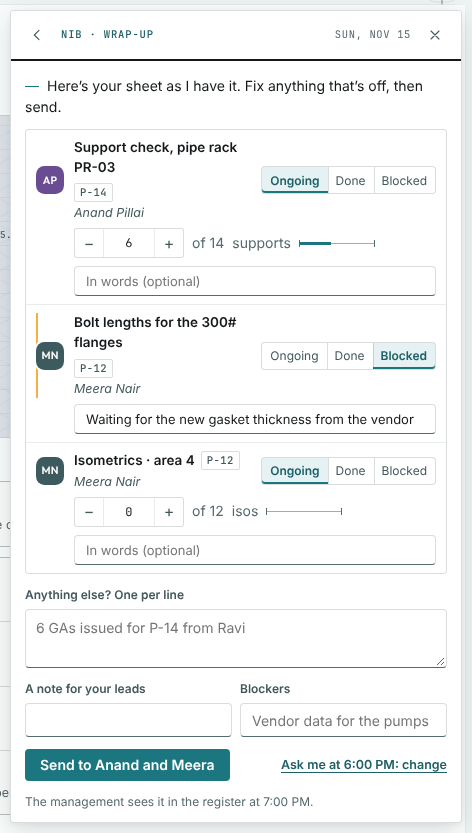 NIB · WRAP-UP
SUN, NOV 15
— Here’s your sheet as I have it. Fix anything that’s off, then
send.
Support check, pipe rack
PR-03
AP
P-14
Anand Pillai
Ongoing Done Blocked
− 6 + of 14 supports
In words (optional)
Bolt lengths for the 300#
flanges
MN
P-12
Meera Nair
Ongoing Done Blocked
Waiting for the new gasket thickness from the vendor
Isometrics · area 4 P-12
MN
Meera Nair
Ongoing Done Blocked
− 0 + of 12 isos
In words (optional)
Anything else? One per line
6 GAs issued for P-14 from Ravi
A note for your leads
Blockers
Vendor data for the pumps
Send to Anand and Meera
Ask me at 6:00 PM: change
The management sees it in the register at 7:00 PM.